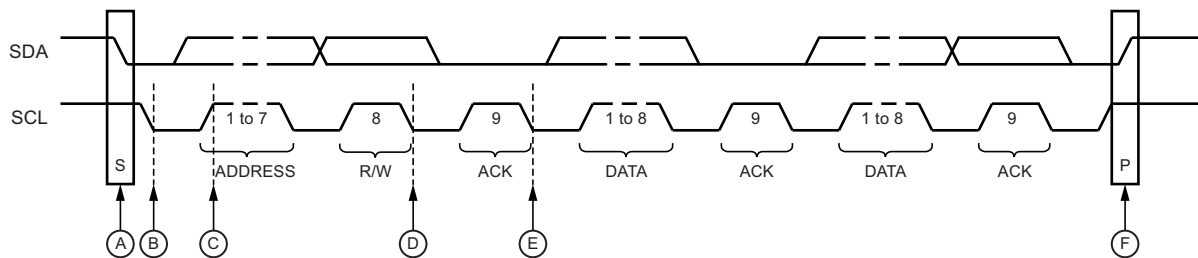 SDA
SCL
1 to 7
8
9
1 to 8
9
1 to 8
9
S
ADDRESS
R/W
ACK
DATA
ACK
DATA
ACK
P
A
B
C
D
E
F